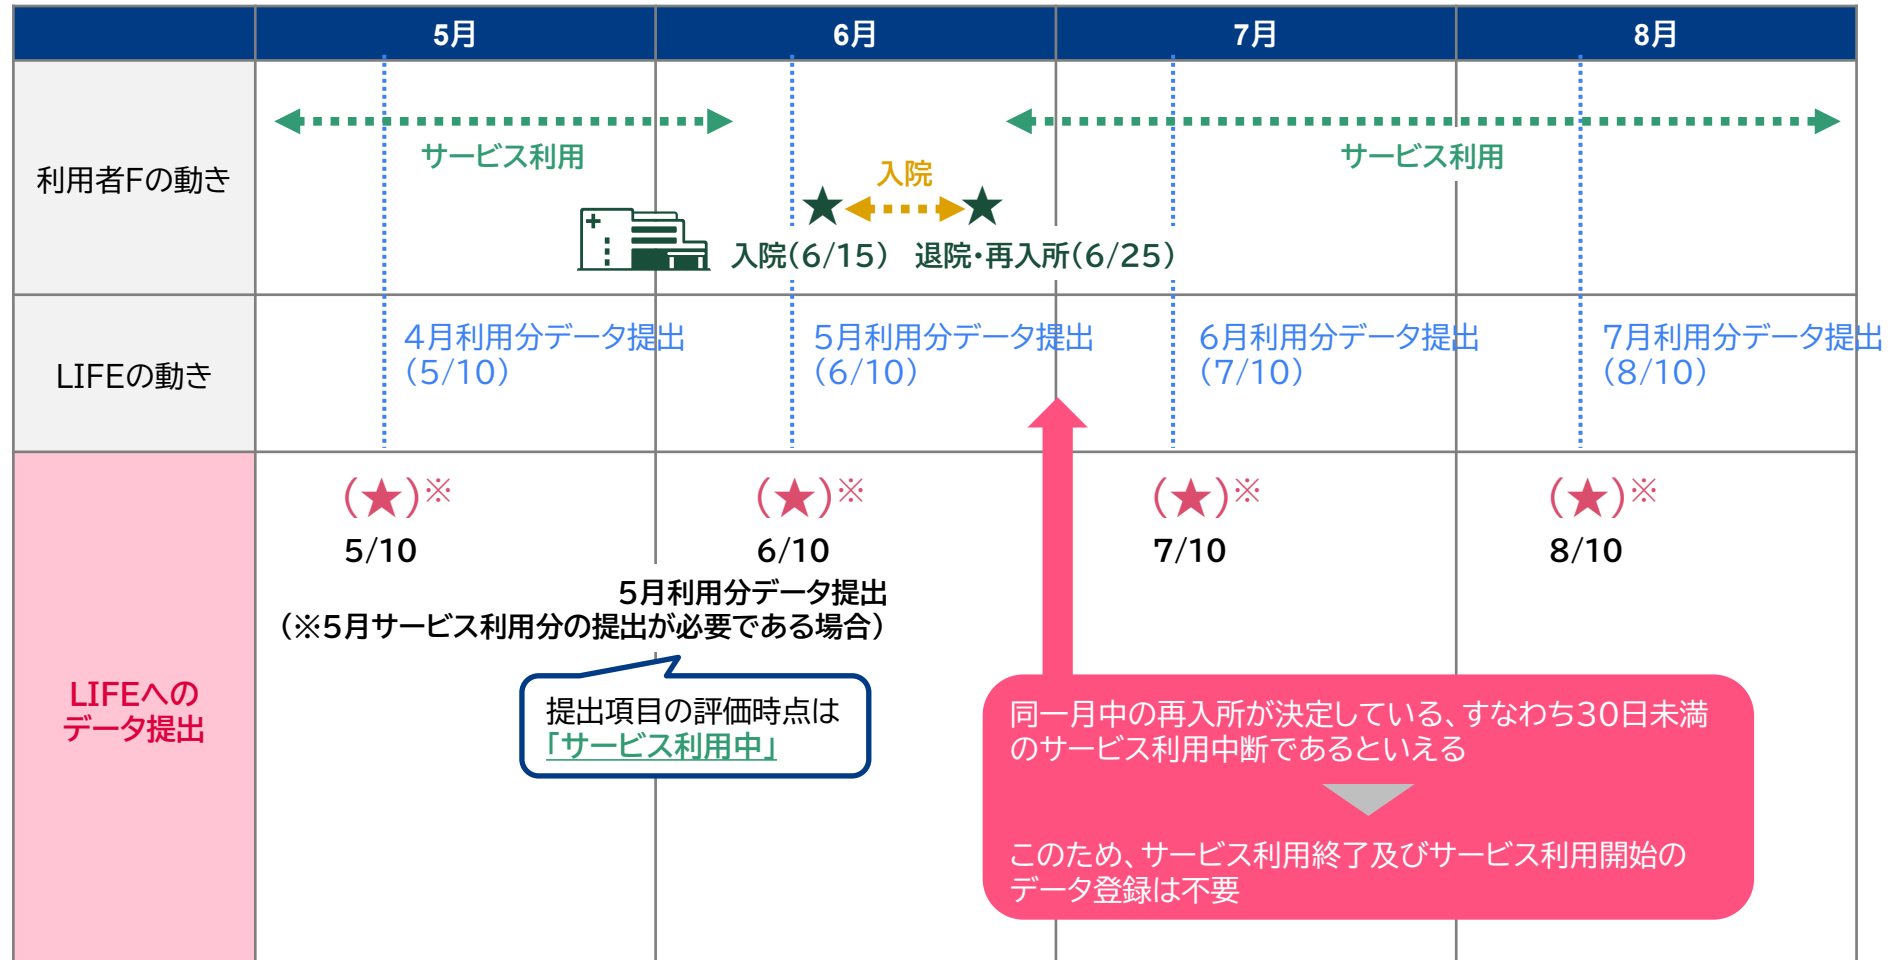 5月
6月
7月
8月
利用者Fの動き
サービス利用
サービス利用
入院
入院（6/15）
退院・再入所（6/25）
LIFEの動き
4月利用分データ提出
（5/10）
5月利用分データ提出
（6/10）
6月利用分データ提出
（7/10）
7月利用分データ提出
（8/10）
LIFEへの
データ提出
（★）※
5/10
（★）※
6/10
（★）※
7/10
（★）※
8/10
5月利用分データ提出
（※5月サービス利用分の提出が必要である場合）
提出項目の評価時点は
「サービス利用中」
同一月中の再入所が決定している、すなわち30日未満
のサービス利用中断であるといえる
このため、サービス利用終了及びサービス利用開始の
データ登録は不要